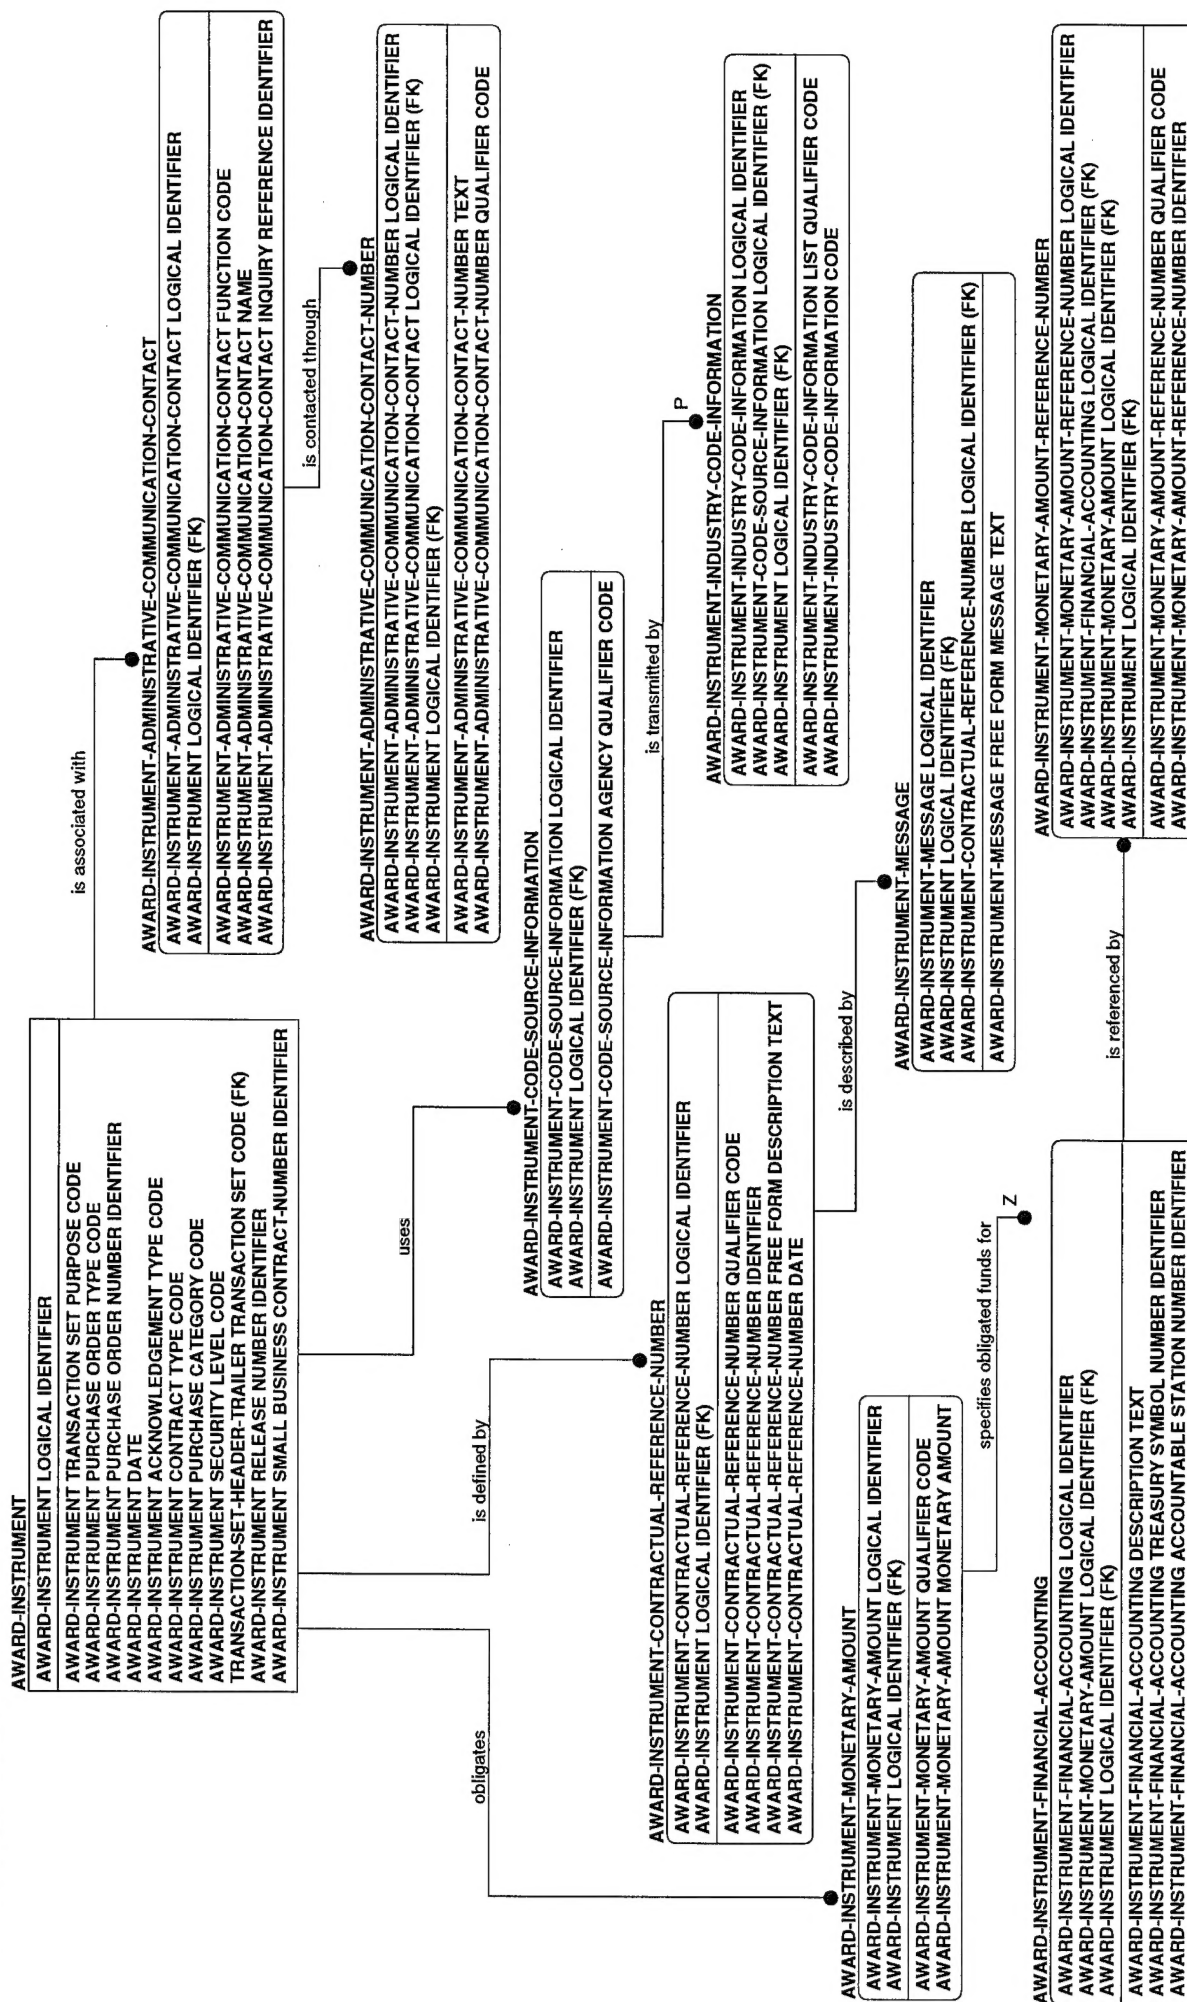 AWARD-INSTRUMENT
AWARD-INSTRUMENT LOGICAL IDENTIFIER
AWARD-INSTRUMENT TRANSACTION SET PURPOSE CODE
AWARD-INSTRUMENT PURCHASE ORDER TYPE CODE
AWARD-INSTRUMENT PURCHASE ORDER NUMBER IDENTIFIER
AWARD-INSTRUMENT DATE
AWARD-INSTRUMENT ACKNOWLEDGEMENT TYPE CODE
AWARD-INSTRUMENT CONTRACT TYPE CODE
AWARD-INSTRUMENT PURCHASE CATEGORY CODE
AWARD-INSTRUMENT SECURITY LEVEL CODE
TRANSACTION-SET-HEADER-TRAILER TRANSACTION SET CODE (FK)
AWARD-INSTRUMENT RELEASE NUMBER IDENTIFIER
AWARD-INSTRUMENT SMALL BUSINESS CONTRACT-NUMBER IDENTIFIER
is associated with
AWARD-INSTRUMENT-ADMINISTRATIVE-COMMUNICATION-CONTACT
AWARD-INSTRUMENT-ADMINISTRATIVE-COMMUNICATION-CONTACT LOGICAL IDENTIFIER
AWARD-INSTRUMENT LOGICAL IDENTIFIER (FK)
AWARD-INSTRUMENT-ADMINISTRATIVE-COMMUNICATION-CONTACT FUNCTION CODE
AWARD-INSTRUMENT-ADMINISTRATIVE-COMMUNICATION-CONTACT NAME
AWARD-INSTRUMENT-ADMINISTRATIVE-COMMUNICATION-CONTACT INQUIRY REFERENCE IDENTIFIER
is contacted through
AWARD-INSTRUMENT-ADMINISTRATIVE-COMMUNICATION-CONTACT-NUMBER
AWARD-INSTRUMENT-ADMINISTRATIVE-COMMUNICATION-CONTACT-NUMBER LOGICAL IDENTIFIER
AWARD-INSTRUMENT-ADMINISTRATIVE-COMMUNICATION-CONTACT LOGICAL IDENTIFIER (FK)
AWARD-INSTRUMENT LOGICAL IDENTIFIER (FK)
AWARD-INSTRUMENT-ADMINISTRATIVE-COMMUNICATION-CONTACT-NUMBER TEXT
AWARD-INSTRUMENT-ADMINISTRATIVE-COMMUNICATION-CONTACT-NUMBER QUALIFIER CODE
uses
AWARD-INSTRUMENT-CODE-SOURCE-INFORMATION
AWARD-INSTRUMENT-CODE-SOURCE-INFORMATION LOGICAL IDENTIFIER
AWARD-INSTRUMENT LOGICAL IDENTIFIER (FK)
AWARD-INSTRUMENT-CODE-SOURCE-INFORMATION AGENCY QUALIFIER CODE
is transmitted by
P
AWARD-INSTRUMENT-INDUSTRY-CODE-INFORMATION
AWARD-INSTRUMENT-INDUSTRY-CODE-INFORMATION LOGICAL IDENTIFIER
AWARD-INSTRUMENT-CODE-SOURCE-INFORMATION LOGICAL IDENTIFIER (FK)
AWARD-INSTRUMENT LOGICAL IDENTIFIER (FK)
AWARD-INSTRUMENT-INDUSTRY-CODE-INFORMATION LIST QUALIFIER CODE
AWARD-INSTRUMENT-INDUSTRY-CODE-INFORMATION CODE
is defined by
AWARD-INSTRUMENT-CONTRACTUAL-REFERENCE-NUMBER
AWARD-INSTRUMENT-CONTRACTUAL-REFERENCE-NUMBER LOGICAL IDENTIFIER
AWARD-INSTRUMENT LOGICAL IDENTIFIER (FK)
AWARD-INSTRUMENT-CONTRACTUAL-REFERENCE-NUMBER QUALIFIER CODE
AWARD-INSTRUMENT-CONTRACTUAL-REFERENCE-NUMBER IDENTIFIER
AWARD-INSTRUMENT-CONTRACTUAL-REFERENCE-NUMBER FREE FORM DESCRIPTION TEXT
AWARD-INSTRUMENT-CONTRACTUAL-REFERENCE-NUMBER DATE
is described by
AWARD-INSTRUMENT-MESSAGE
AWARD-INSTRUMENT-MESSAGE LOGICAL IDENTIFIER
AWARD-INSTRUMENT LOGICAL IDENTIFIER (FK)
AWARD-INSTRUMENT-CONTRACTUAL-REFERENCE-NUMBER LOGICAL IDENTIFIER (FK)
AWARD-INSTRUMENT-MESSAGE FREE FORM MESSAGE TEXT
obligates
AWARD-INSTRUMENT-MONETARY-AMOUNT
AWARD-INSTRUMENT-MONETARY-AMOUNT LOGICAL IDENTIFIER
AWARD-INSTRUMENT LOGICAL IDENTIFIER (FK)
AWARD-INSTRUMENT-MONETARY-AMOUNT QUALIFIER CODE
AWARD-INSTRUMENT-MONETARY-AMOUNT MONETARY AMOUNT
specifies obligated funds for
Z
AWARD-INSTRUMENT-FINANCIAL-ACCOUNTING
AWARD-INSTRUMENT-FINANCIAL-ACCOUNTING LOGICAL IDENTIFIER
AWARD-INSTRUMENT-MONETARY-AMOUNT LOGICAL IDENTIFIER (FK)
AWARD-INSTRUMENT LOGICAL IDENTIFIER (FK)
AWARD-INSTRUMENT-FINANCIAL-ACCOUNTING DESCRIPTION TEXT
AWARD-INSTRUMENT-FINANCIAL-ACCOUNTING TREASURY SYMBOL NUMBER IDENTIFIER
AWARD-INSTRUMENT-FINANCIAL-ACCOUNTING ACCOUNTABLE STATION NUMBER IDENTIFIER
is referenced by
AWARD-INSTRUMENT-MONETARY-AMOUNT-REFERENCE-NUMBER
AWARD-INSTRUMENT-MONETARY-AMOUNT-REFERENCE-NUMBER LOGICAL IDENTIFIER
AWARD-INSTRUMENT-FINANCIAL-ACCOUNTING LOGICAL IDENTIFIER (FK)
AWARD-INSTRUMENT-MONETARY-AMOUNT LOGICAL IDENTIFIER (FK)
AWARD-INSTRUMENT LOGICAL IDENTIFIER (FK)
AWARD-INSTRUMENT-MONETARY-AMOUNT-REFERENCE-NUMBER QUALIFIER CODE
AWARD-INSTRUMENT-MONETARY-AMOUNT-REFERENCE-NUMBER IDENTIFIER